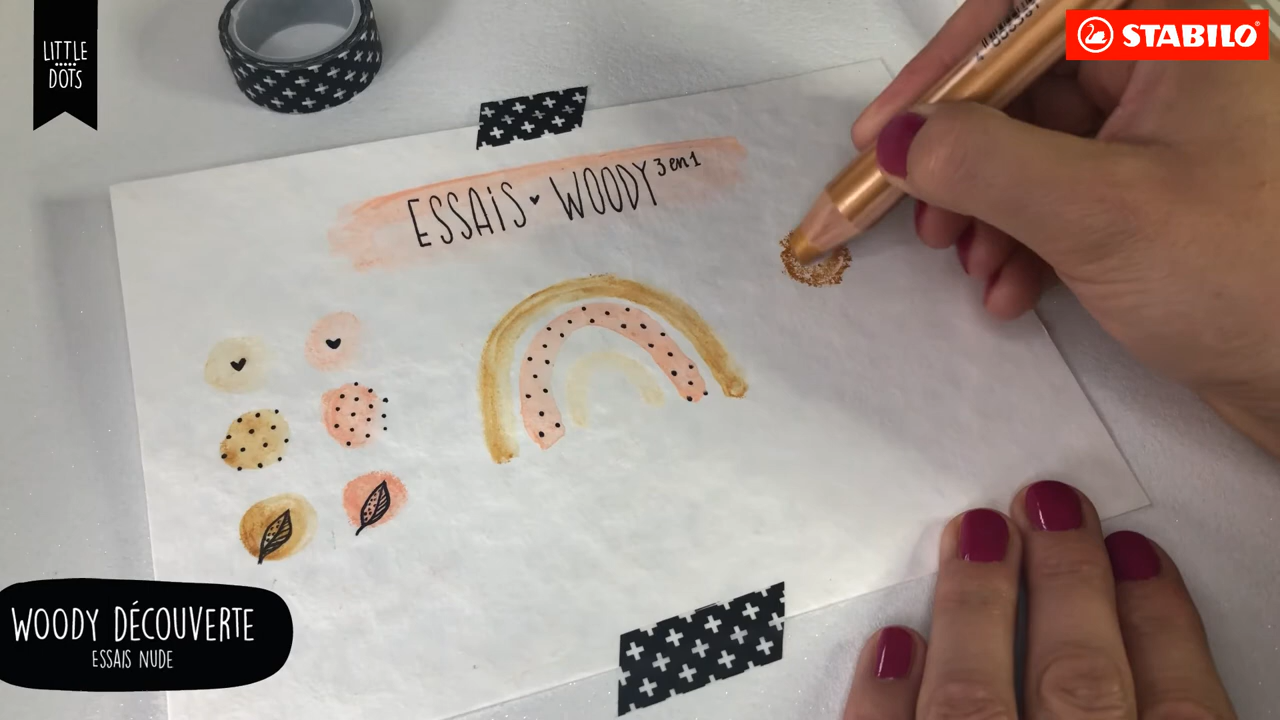 LITTLE
DOTS
STABILO
ESSAIS WOODY 3 en 1
WOODY DÉCOUVERTE
ESSAIS NUDE